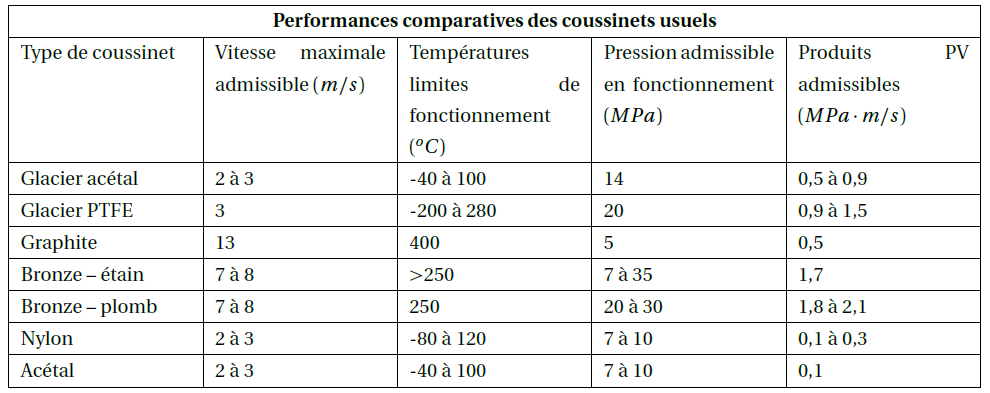 Performances comparatives des coussinets usuels
Type de coussinet | Vitesse maximale admissible (m/s) | Températures limites de fonctionnement (°C) | Pression admissible en fonctionnement (MPa) | Produits PV admissibles (MPa · m/s)
Glacier acétal | 2 à 3 | -40 à 100 | 14 | 0,5 à 0,9
Glacier PTFE | 3 | -200 à 280 | 20 | 0,9 à 1,5
Graphite | 13 | 400 | 5 | 0,5
Bronze – étain | 7 à 8 | >250 | 7 à 35 | 1,7
Bronze – plomb | 7 à 8 | 250 | 20 à 30 | 1,8 à 2,1
Nylon | 2 à 3 | -80 à 120 | 7 à 10 | 0,1 à 0,3
Acétal | 2 à 3 | -40 à 100 | 7 à 10 | 0,1